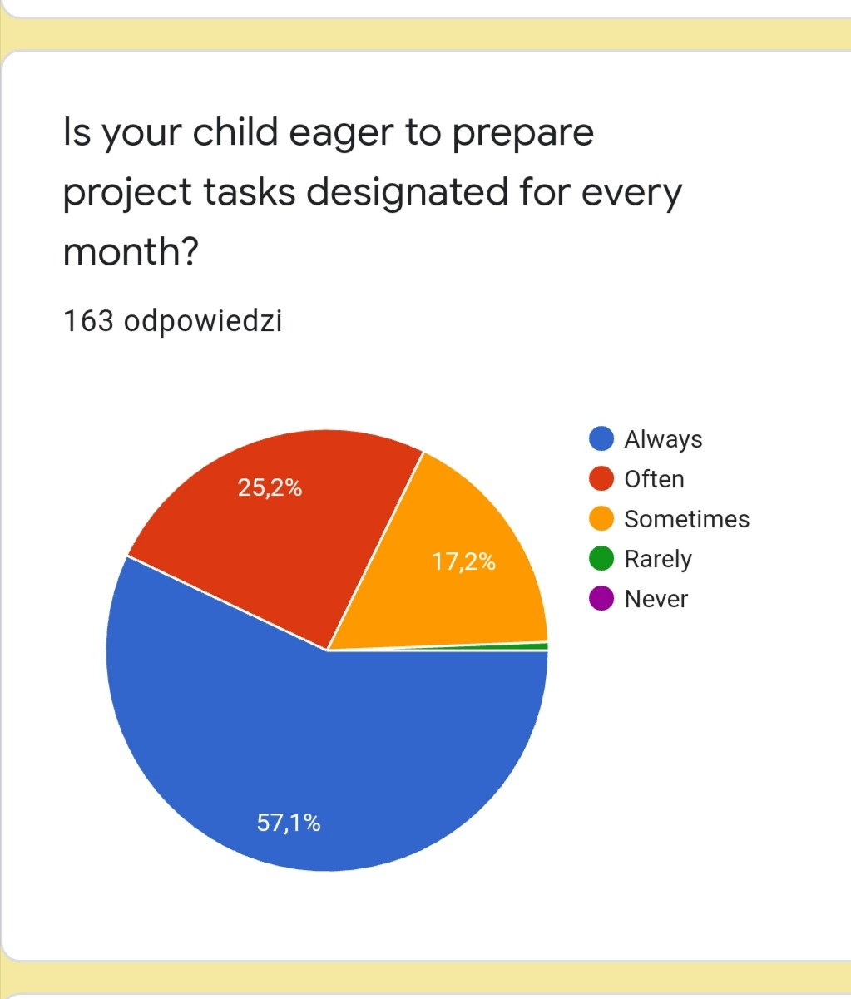 Is your child eager to prepare
project tasks designated for every
month?
163 odpowiedzi
Always
Often
Sometimes
Rarely
Never
25,2%
17,2%
57,1%